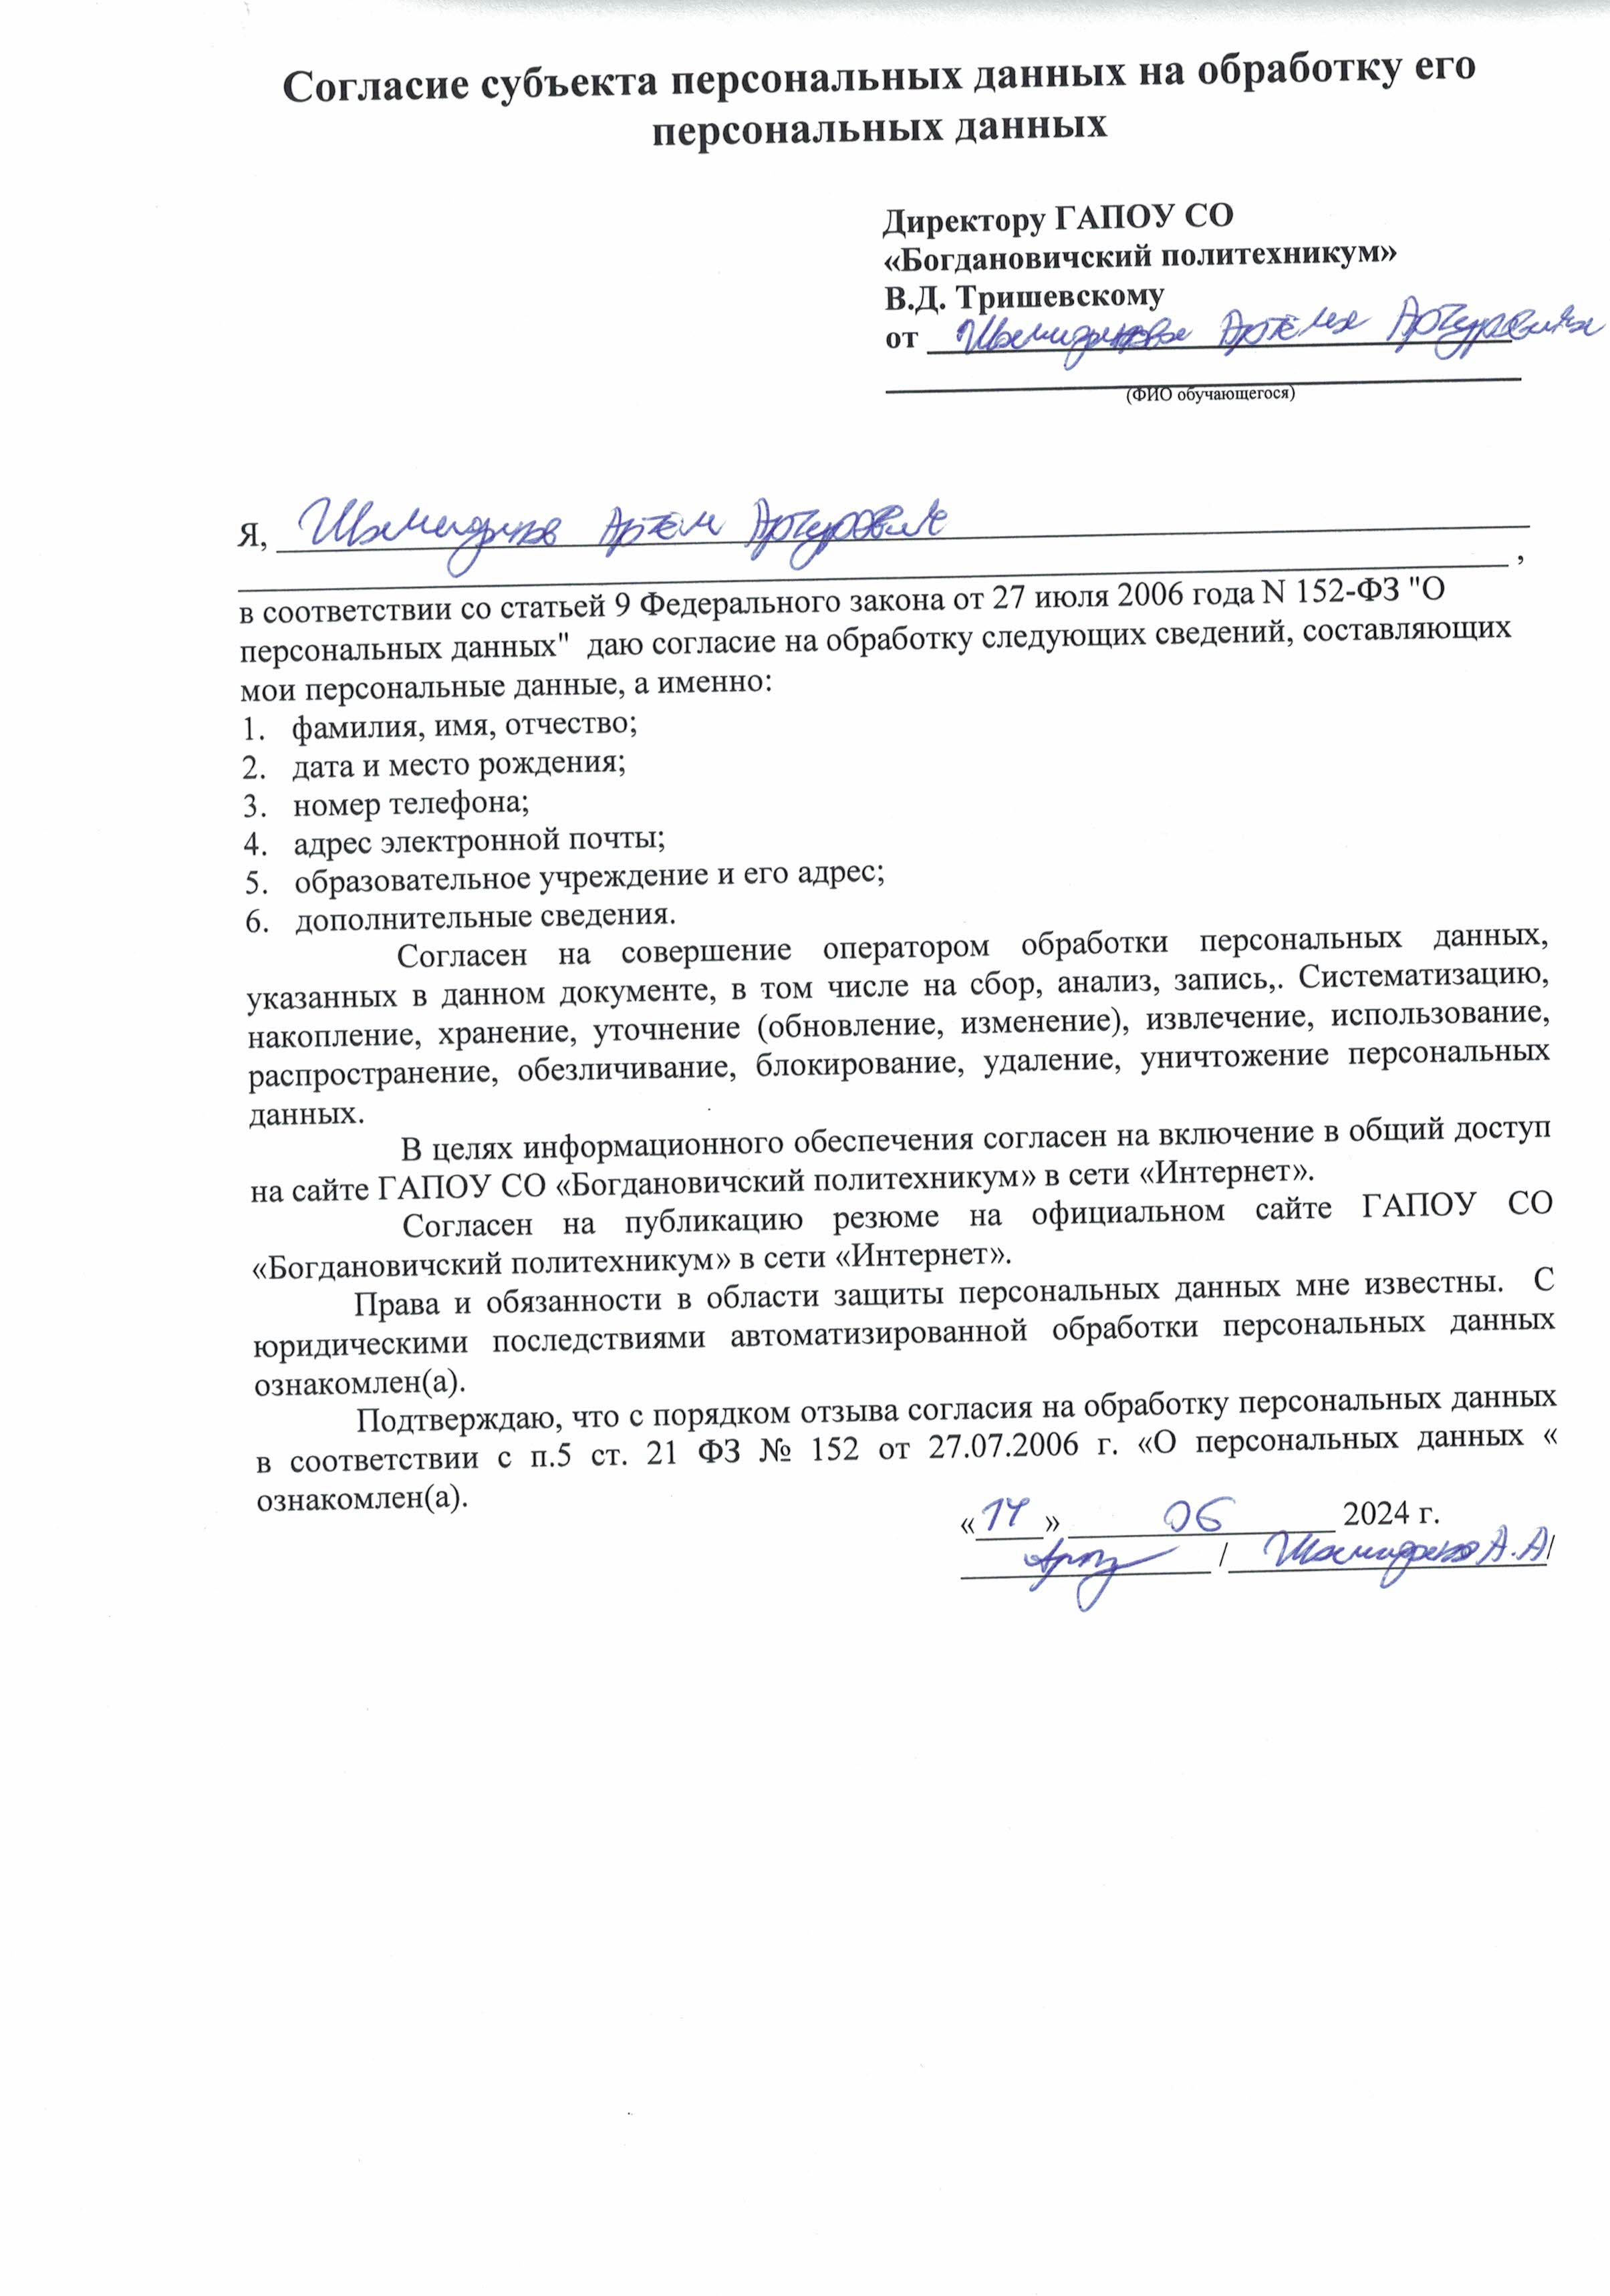 Согласие субъекта персональных данных на обработку его
персональных данных
Директору ГАПОУ СО
«Богдановичский политехникум»
В.Д. Тришевскому
от Артёма Артуровича
(ФИО обучающегося)
Я, Артём Артурович
,
в соответствии со статьей 9 Федерального закона от 27 июля 2006 года N 152-ФЗ "О
персональных данных" даю согласие на обработку следующих сведений, составляющих
мои персональные данные, а именно:
1. фамилия, имя, отчество;
2. дата и место рождения;
3. номер телефона;
4. адрес электронной почты;
5. образовательное учреждение и его адрес;
6. дополнительные сведения.
Согласен на совершение оператором обработки персональных данных,
указанных в данном документе, в том числе на сбор, анализ, запись,. Систематизацию,
накопление, хранение, уточнение (обновление, изменение), извлечение, использование,
распространение, обезличивание, блокирование, удаление, уничтожение персональных
данных.
В целях информационного обеспечения согласен на включение в общий доступ
на сайте ГАПОУ СО «Богдановичский политехникум» в сети «Интернет».
Согласен на публикацию резюме на официальном сайте ГАПОУ СО
«Богдановичский политехникум» в сети «Интернет».
Права и обязанности в области защиты персональных данных мне известны. С
юридическими последствиями автоматизированной обработки персональных данных
ознакомлен(а).
Подтверждаю, что с порядком отзыва согласия на обработку персональных данных
в соответствии с п.5 ст. 21 ФЗ № 152 от 27.07.2006 г. «О персональных данных «
ознакомлен(а).
«14» 06 2024 г.
/ А.А/